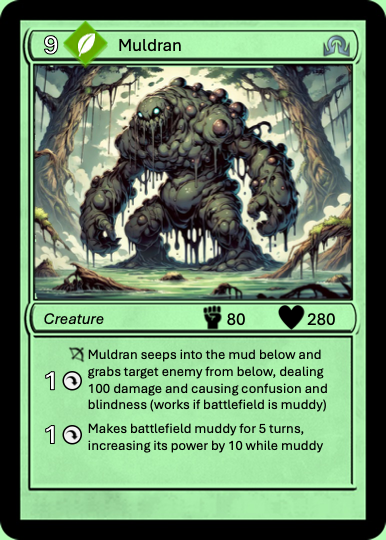 9 Muldran
Creature 80 280
Muldran seeps into the mud below and
grabs target enemy from below, dealing
1 100 damage and causing confusion and
blindness (works if battlefield is muddy)
1 Makes battlefield muddy for 5 turns,
increasing its power by 10 while muddy